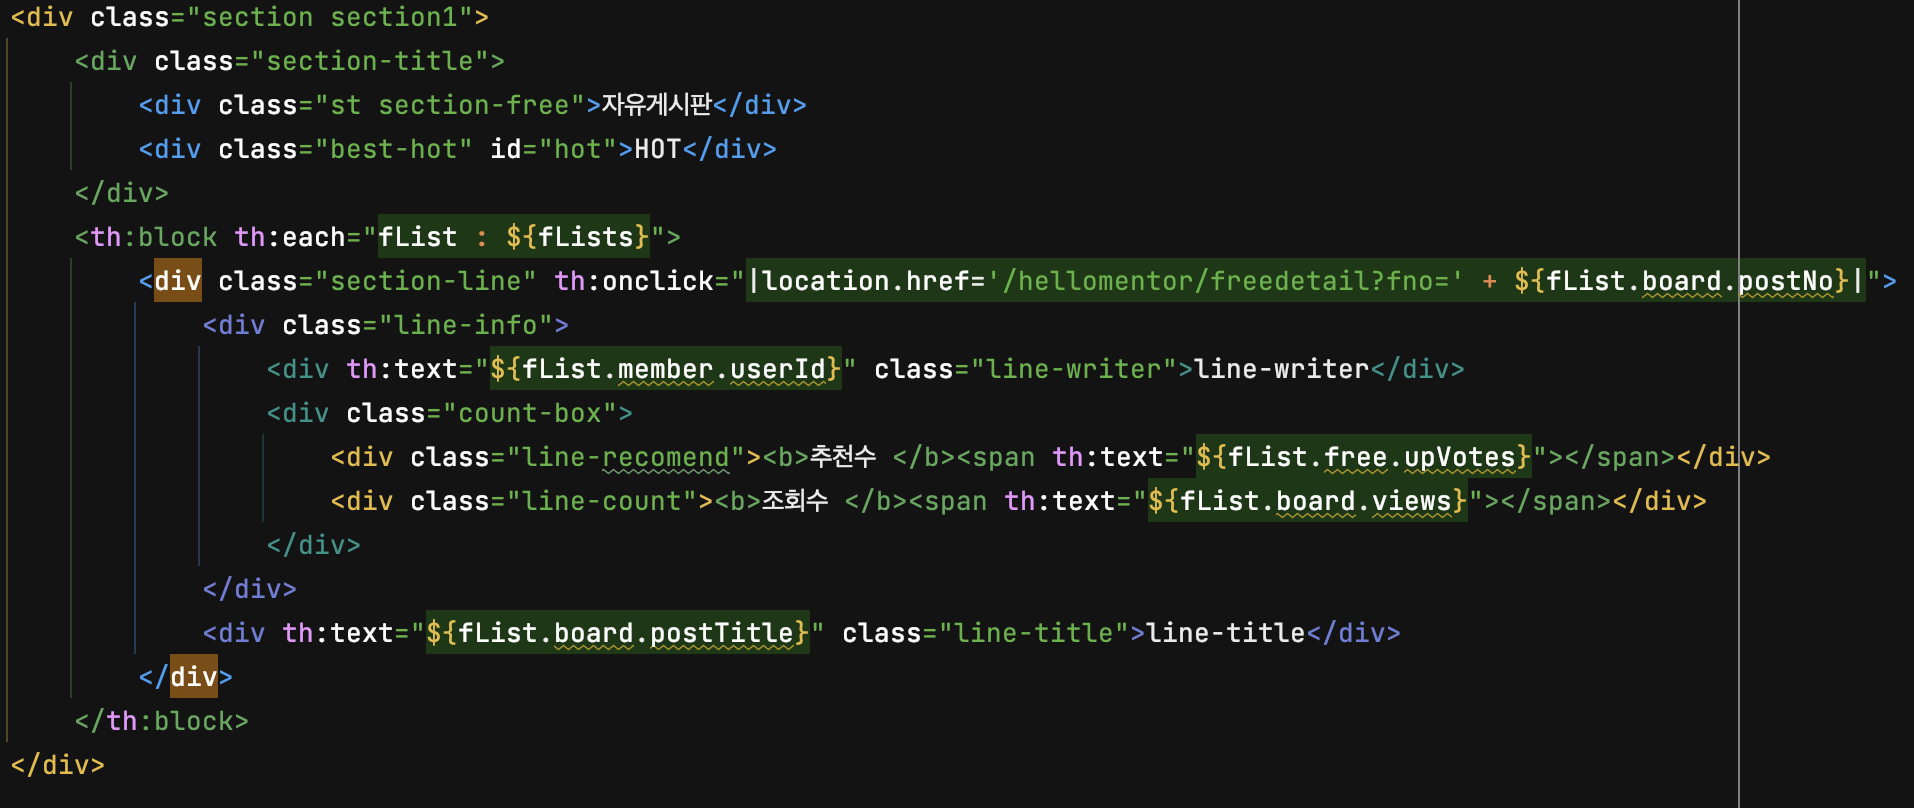 <div class="section section1">
<div class="section-title">
<div class="st section-free">자유게시판</div>
<div class="best-hot" id="hot">HOT</div>
</div>
<th:block th:each="fList : ${fLists}">
<div class="section-line" th:onclick="|location.href='/hellomentor/freedetail?fno=' + ${fList.board.postNo}|">
<div class="line-info">
<div th:text="${fList.member.userId}" class="line-writer">line-writer</div>
<div class="count-box">
<div class="line-recomend"><b>추천수 </b><span th:text="${fList.free.upVotes}"></span></div>
<div class="line-count"><b>조회수 </b><span th:text="${fList.board.views}"></span></div>
</div>
</div>
<div th:text="${fList.board.postTitle}" class="line-title">line-title</div>
</div>
</th:block>
</div>